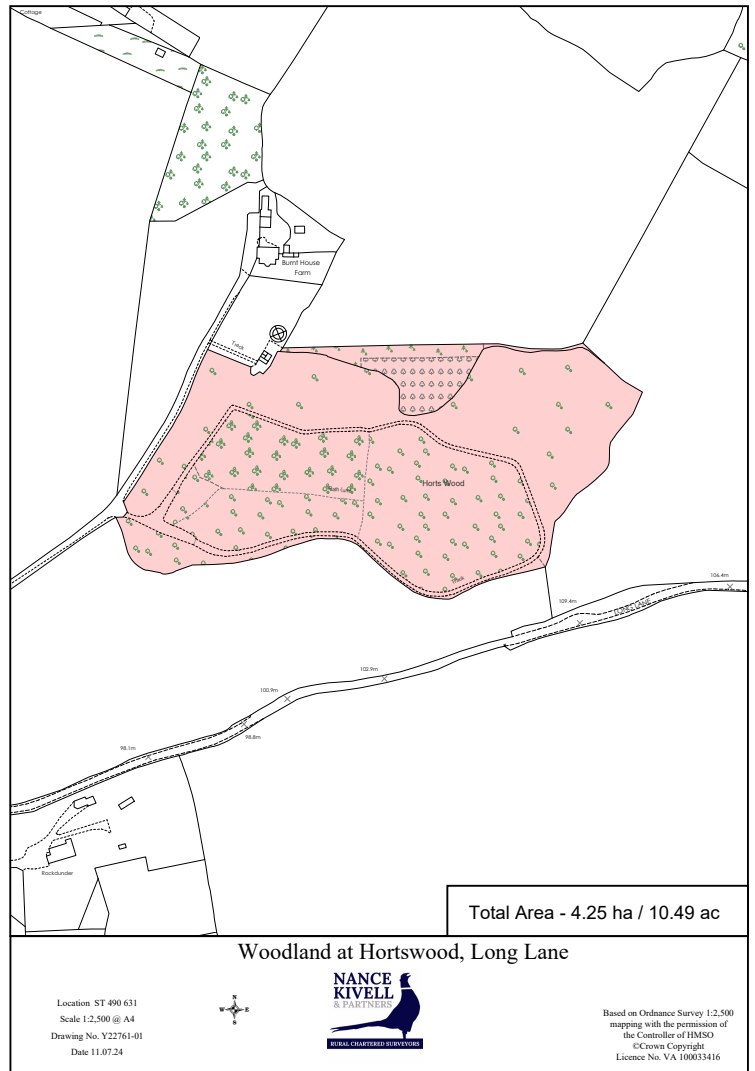 Cottage
Burnt House
Farm
Track
Horts Wood
Track
106.4m
109.4m
LONG LANE
102.9m
100.9m
98.8m
98.1m
Rockdunder
Total Area - 4.25 ha / 10.49 ac
Woodland at Hortswood, Long Lane
Location ST 490 631
Scale 1:2,500 @ A4
Drawing No. Y22761-01
Date 11.07.24
N
W E
S
NANCE
KIVELL
& PARTNERS
RURAL CHARTERED SURVEYORS
Based on Ordnance Survey 1:2,500
mapping with the permission of
the Controller of HMSO
©Crown Copyright
Licence No. VA 100033416